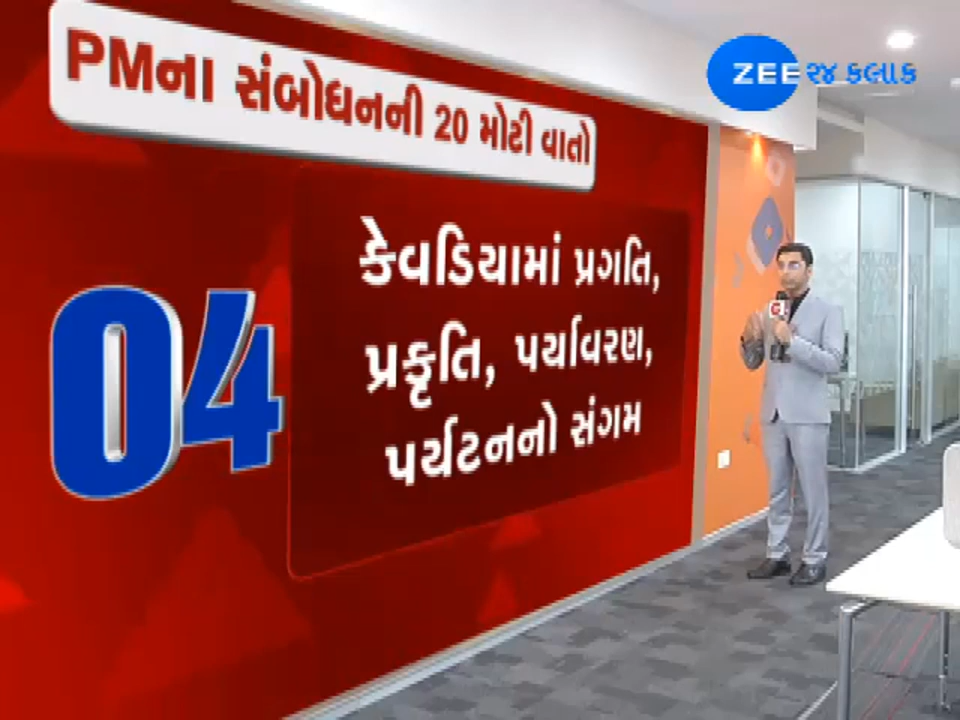 PMના સંબોધનની 20 મોટી વાતો
ZEE ૨૪ કલાક
04
કેવડિયામાં પ્રગતિ,
પ્રકૃતિ, પર્યાવરણ,
પર્યટનનો સંગમ